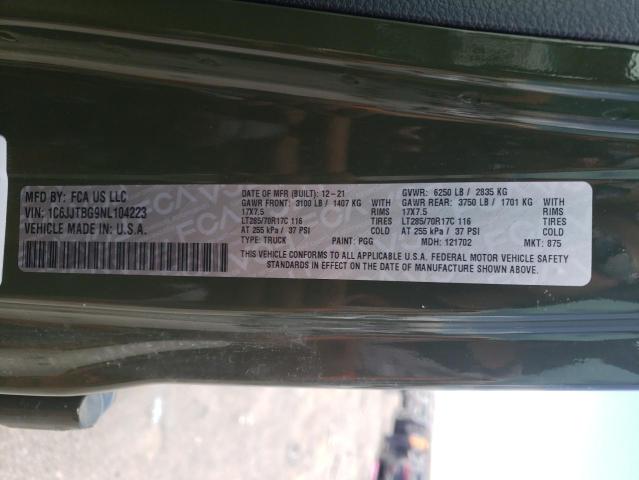 MFD BY: FCA US LLC
VIN: 1C6JJTBG9NL104223
VEHICLE MADE IN: U.S.A.
DATE OF MFR (BUILT): 12-21 GVWR: 6250 LB / 2835 KG
GAWR FRONT: 3100 LB / 1407 KG WITH GAWR REAR: 3750 LB / 1701 KG WITH
17X7.5 RIMS 17X7.5 RIMS
LT285/70R17C 116 TIRES LT285/70R17C 116 TIRES
AT 255 kPa / 37 PSI COLD AT 255 kPa / 37 PSI COLD
TYPE: TRUCK PAINT: PGG MDH: 121702 MKT: 875
THIS VEHICLE CONFORMS TO ALL APPLICABLE U.S.A. FEDERAL MOTOR VEHICLE SAFETY
STANDARDS IN EFFECT ON THE DATE OF MANUFACTURE SHOWN ABOVE.